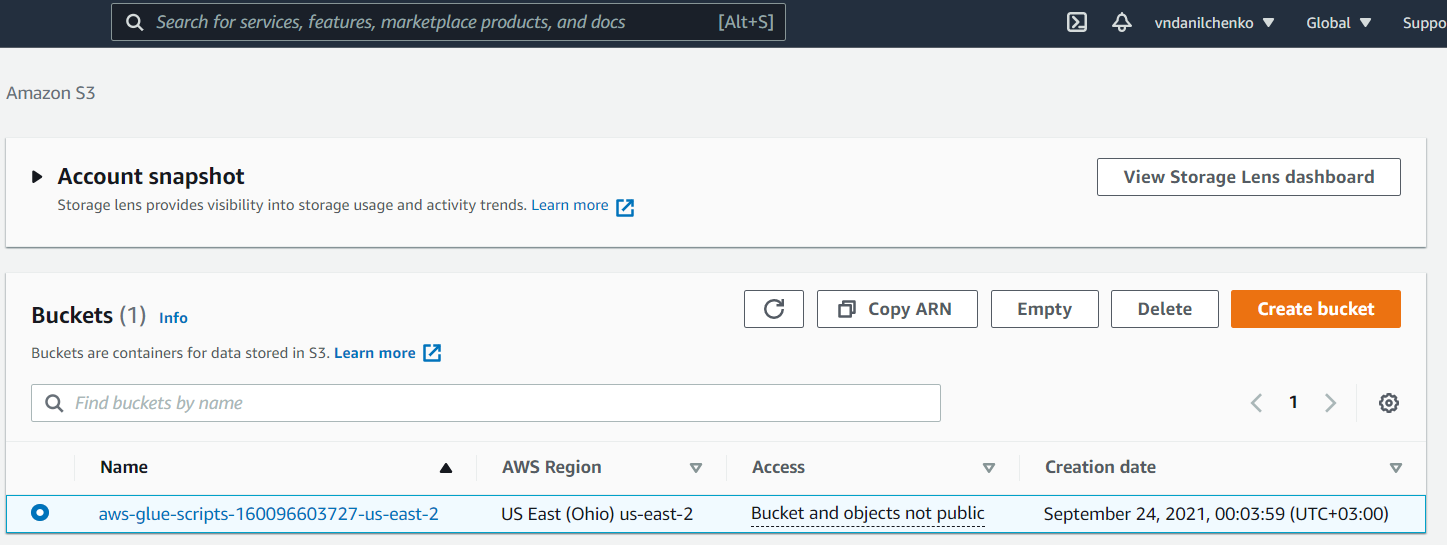 Search for services, features, marketplace products, and docs [Alt+S] vndanilchenko Global
Amazon S3
Account snapshot View Storage Lens dashboard
Storage lens provides visibility into storage usage and activity trends. Learn more
Buckets (1) Info Copy ARN Empty Delete Create bucket
Buckets are containers for data stored in S3. Learn more
Find buckets by name 1
Name AWS Region Access Creation date
aws-glue-scripts-160096603727-us-east-2 US East (Ohio) us-east-2 Bucket and objects not public September 24, 2021, 00:03:59 (UTC+03:00)